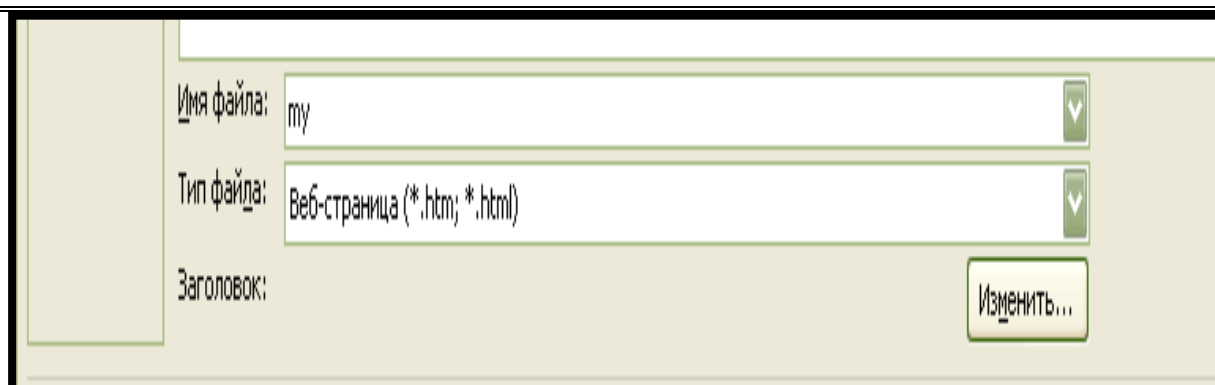 Имя файла: my
Тип файла: Веб-страница (*.htm; *.html)
Заголовок: Изменить...